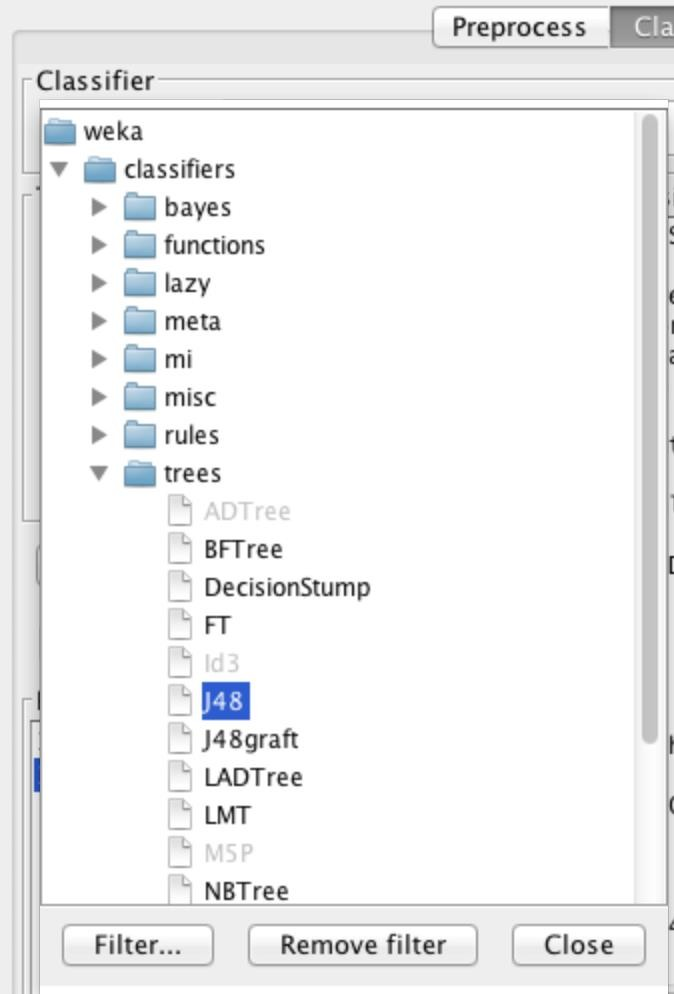 Preprocess
Classifier
weka
classifiers
bayes
functions
lazy
meta
mi
misc
rules
trees
ADTree
BFTree
DecisionStump
FT
Id3
J48
J48graft
LADTree
LMT
M5P
NBTree
Filter... Remove filter Close